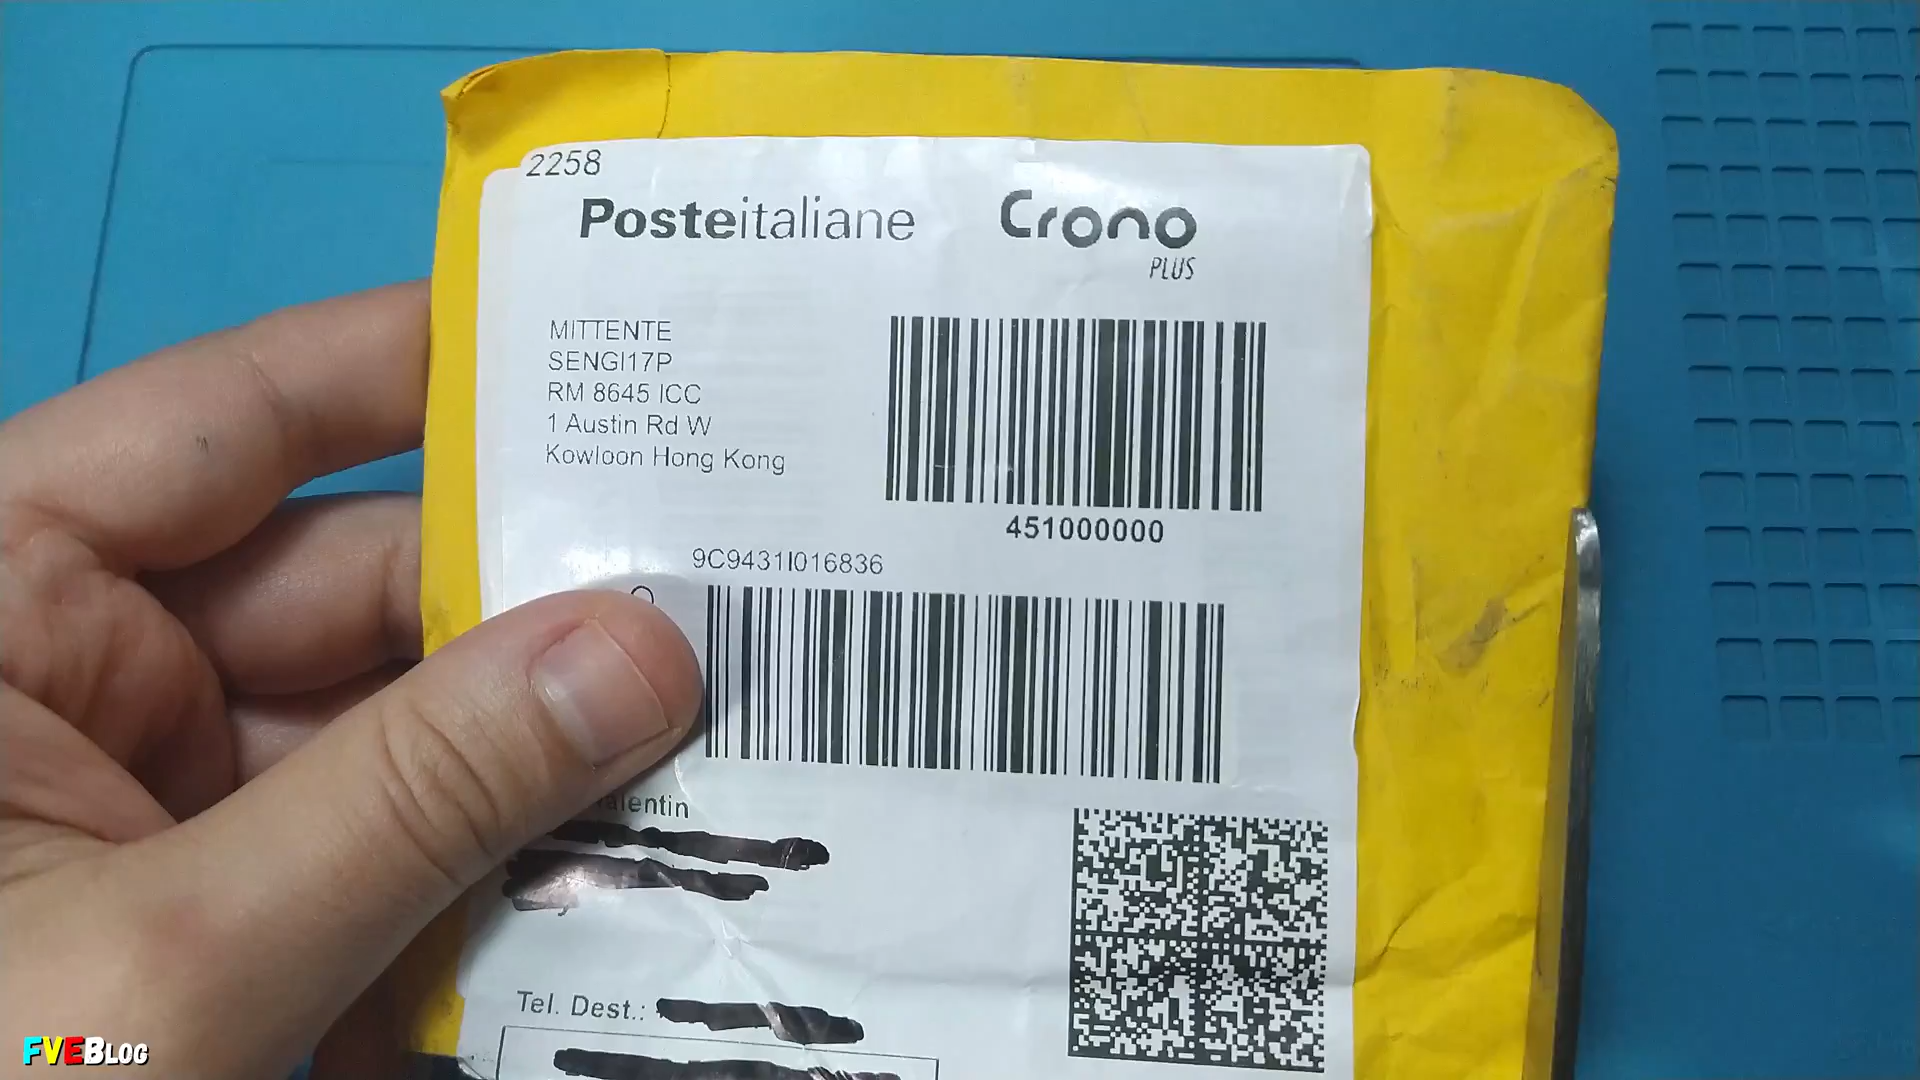 2258
Posteitaliane
Crono
PLUS
MITTENTE
SENGI17P
RM 8645 ICC
1 Austin Rd W
Kowloon Hong Kong
451000000
9C9431I016836
Tel. Dest.:
FVEBLOG